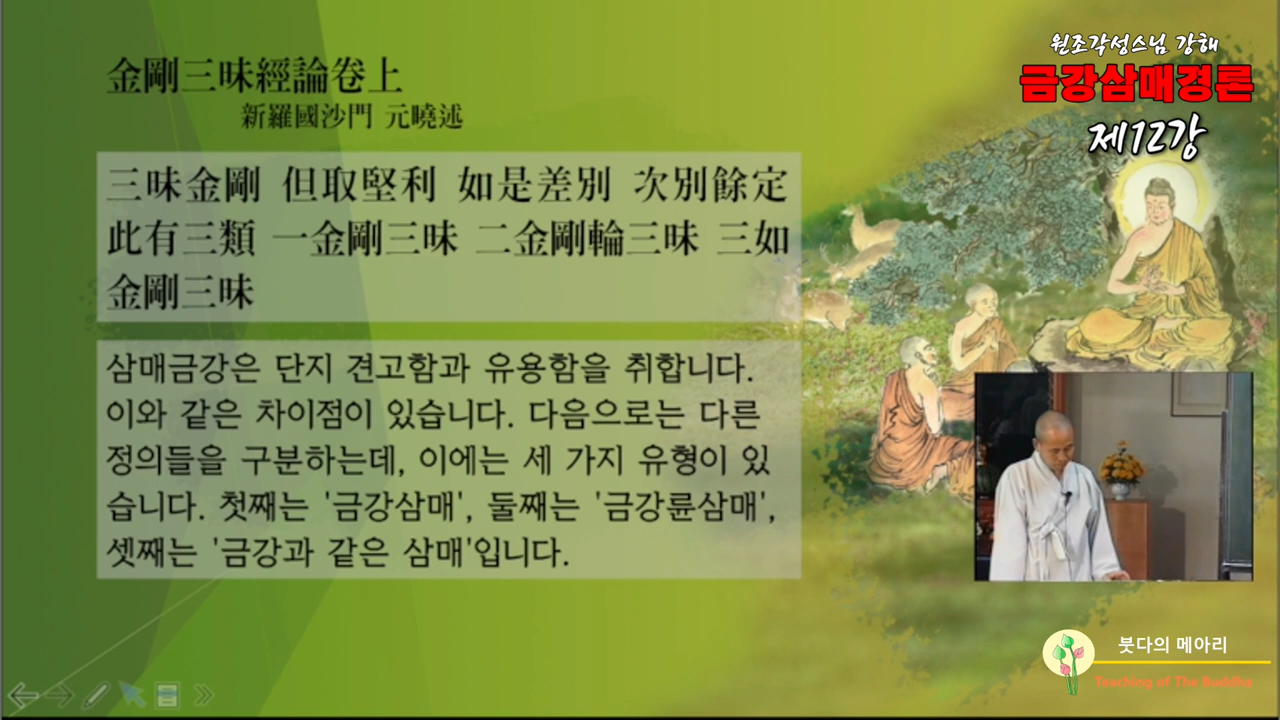 金剛三昧經論卷上
新羅國沙門 元曉述
三昧金剛 但取堅利 如是差別 次別餘定
此有三類 一金剛三昧 二金剛輪三昧 三如
金剛三昧
삼매금강은 단지 견고함과 유용함을 취합니다.
이와 같은 차이점이 있습니다. 다음으로는 다른
정의들을 구분하는데, 이에는 세 가지 유형이 있
습니다. 첫째는 '금강삼매', 둘째는 '금강륜삼매',
셋째는 '금강과 같은 삼매'입니다.
원조각성스님 강해
금강삼매경론
제12강
붓다의 메아리
Teaching of The Buddha